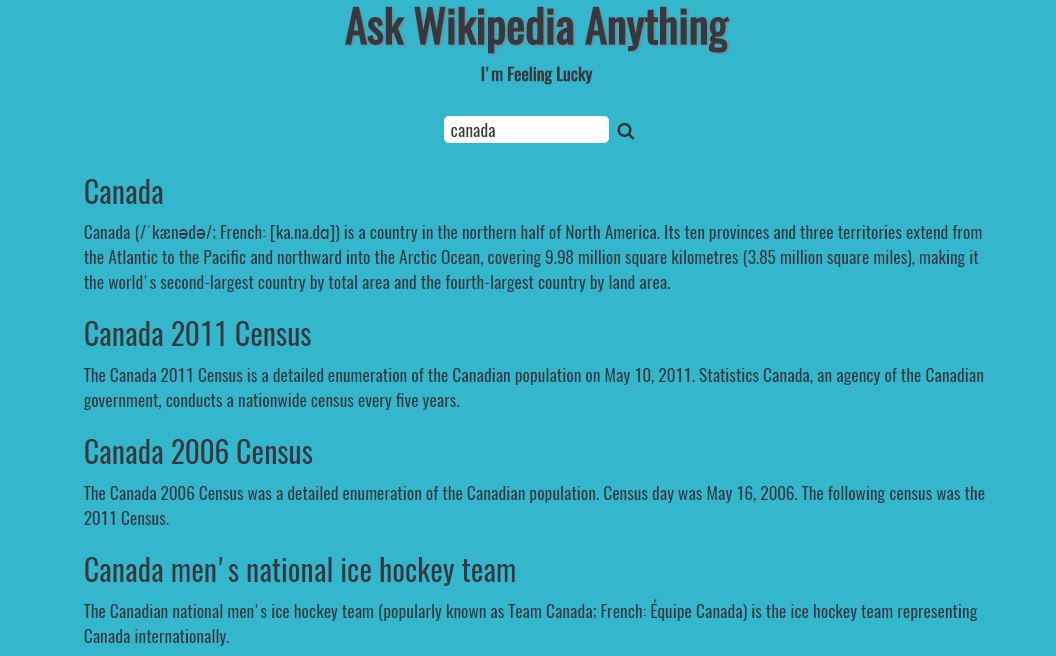 Ask Wikipedia Anything
I'm Feeling Lucky
canada
Canada
Canada (/ˈkænədə/; French: [ka.na.dɑ]) is a country in the northern half of North America. Its ten provinces and three territories extend from
the Atlantic to the Pacific and northward into the Arctic Ocean, covering 9.98 million square kilometres (3.85 million square miles), making it
the world's second-largest country by total area and the fourth-largest country by land area.
Canada 2011 Census
The Canada 2011 Census is a detailed enumeration of the Canadian population on May 10, 2011. Statistics Canada, an agency of the Canadian
government, conducts a nationwide census every five years.
Canada 2006 Census
The Canada 2006 Census was a detailed enumeration of the Canadian population. Census day was May 16, 2006. The following census was the
2011 Census.
Canada men's national ice hockey team
The Canadian national men's ice hockey team (popularly known as Team Canada; French: Équipe Canada) is the ice hockey team representing
Canada internationally.